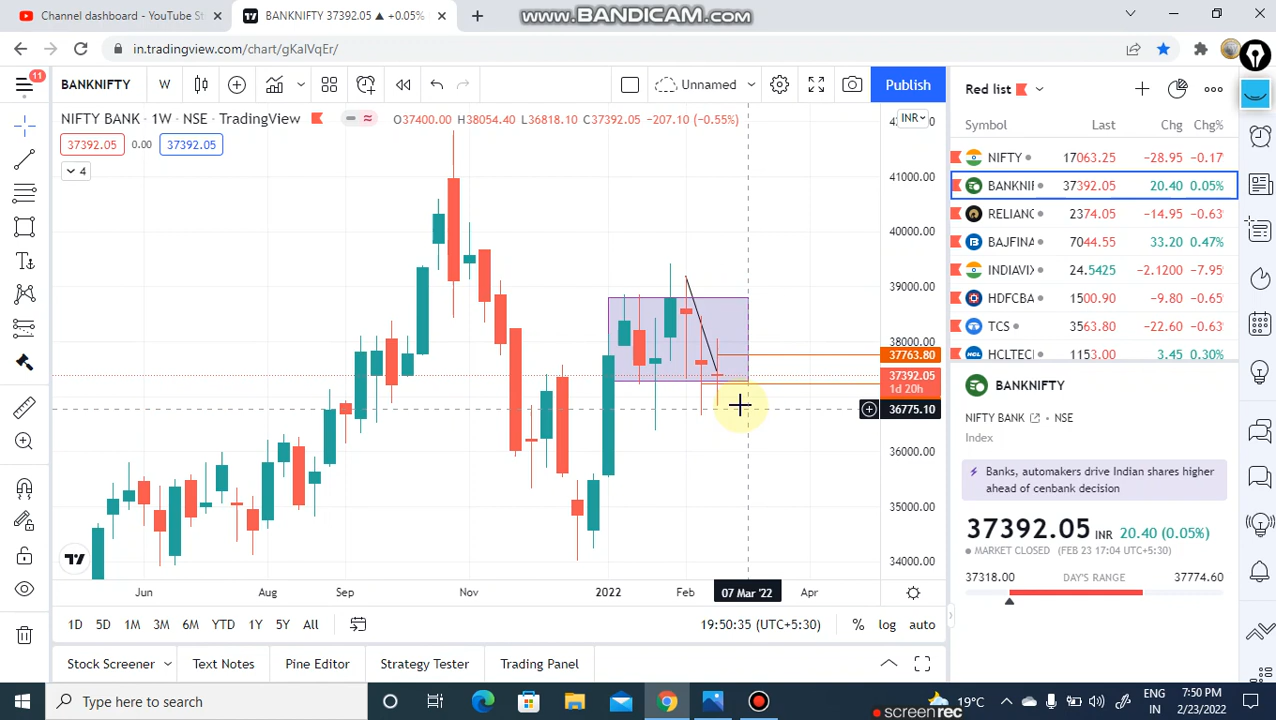 Channel dashboard - YouTube St
BANKNIFTY 37392.05 ▲ +0.05%
www.BANDICAM.com
in.tradingview.com/chart/gKalVqEr/
11
BANKNIFTY W Unnamed Publish
NIFTY BANK · 1W · NSE · TradingView O37400.00 H38054.40 L36818.10 C37392.05 −207.10 (−0.55%)
INR
37392.05 0.00 37392.05
4
41000.00
40000.00
39000.00
38000.00
37763.80
37392.05
1d 20h
36775.10
36000.00
35000.00
34000.00
Jun Aug Sep Nov 2022 Feb 07 Mar '22 Apr
1D 5D 1M 3M 6M YTD 1Y 5Y All 19:50:35 (UTC+5:30) % log auto
Stock Screener Text Notes Pine Editor Strategy Tester Trading Panel
Red list
Symbol Last Chg Chg%
NIFTY 17063.25 −28.95 −0.17
BANKNIF 37392.05 20.40 0.05%
RELIANC 2374.05 −14.95 −0.63
BAJFINA 7044.55 33.20 0.47%
INDIAVIX 24.5425 −2.1200 −7.95
HDFCBA 1500.90 −9.80 −0.65
TCS 3563.80 −22.60 −0.63
HCLTEC 1153.00 3.45 0.30%
BANKNIFTY
NIFTY BANK · NSE
Index
Banks, automakers drive Indian shares higher
ahead of cenbank decision
37392.05 INR 20.40 (0.05%)
MARKET CLOSED (FEB 23 17:04 UTC+5:30)
37318.00 DAY'S RANGE 37774.60
Type here to search
19°C
ENG
IN
7:50 PM
2/23/2022
screenrec